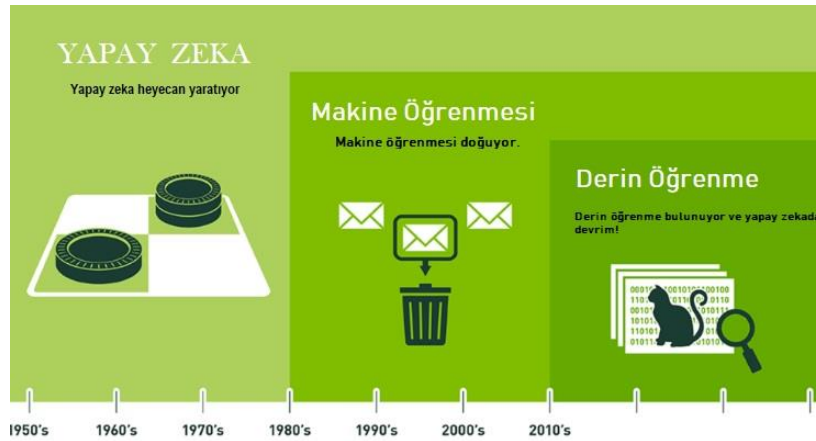 YAPAY ZEKA
Yapay zeka heyecan yaratıyor
Makine Öğrenmesi
Makine öğrenmesi doğuyor.
Derin Öğrenme
Derin öğrenme bulunuyor ve yapay zekada
devrim!
1950's 1960's 1970's 1980's 1990's 2000's 2010's